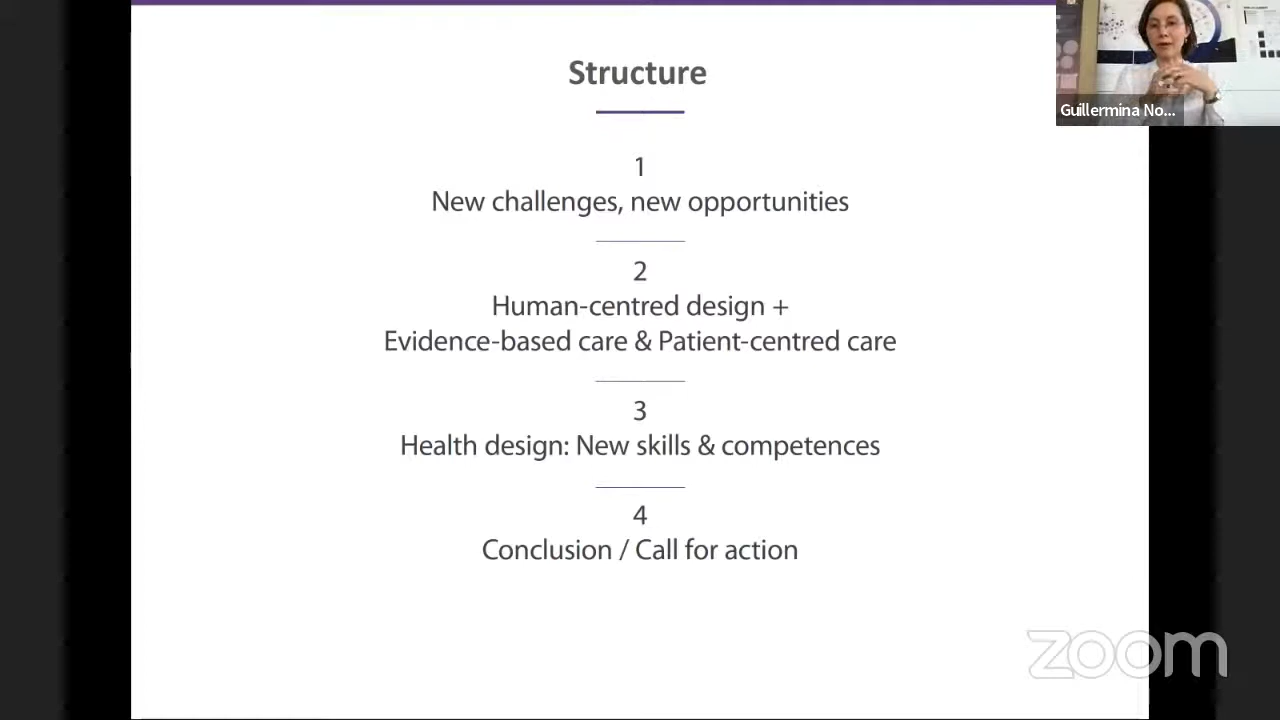 Structure
1
New challenges, new opportunities
2
Human-centred design +
Evidence-based care & Patient-centred care
3
Health design: New skills & competences
4
Conclusion / Call for action
Guillermina No...
zoom